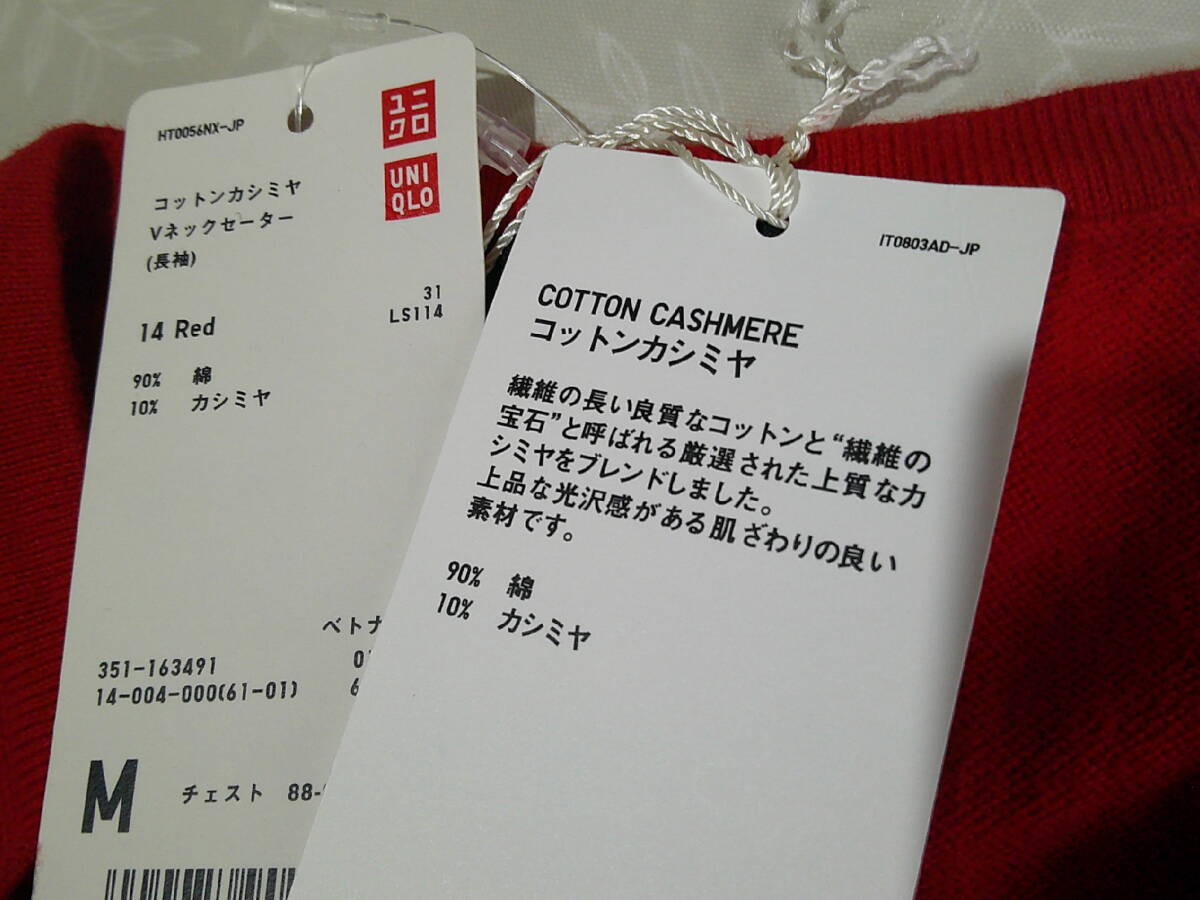 HT0056NX-JP
ユニ
クロ
UNI
QLO
コットンカシミヤ
Vネックセーター
(長袖)
31
LS114
14 Red
90% 綿
10% カシミヤ
351-163491
14-004-000(61-01)
M チェスト 88-
IT0803AD-JP
COTTON CASHMERE
コットンカシミヤ
繊維の長い良質なコットンと“繊維の
宝石”と呼ばれる厳選された上質なカ
シミヤをブレンドしました。
上品な光沢感がある肌ざわりの良い
素材です。
90% 綿
10% カシミヤ